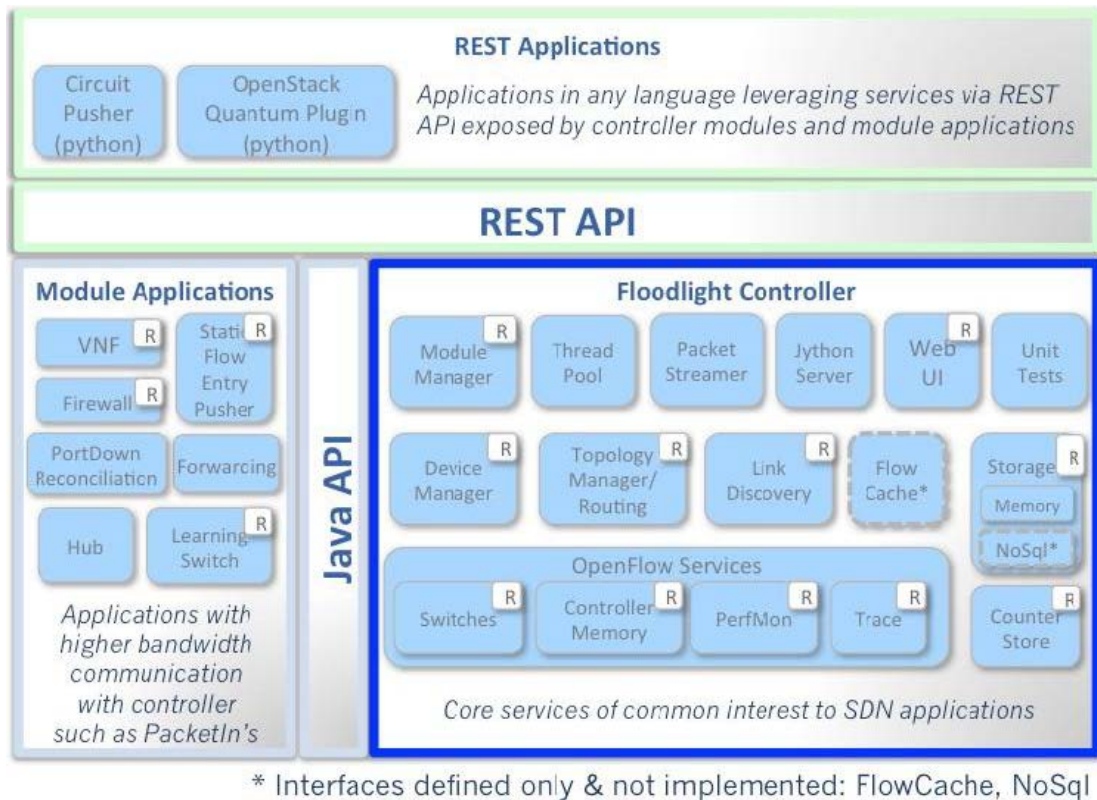 REST Applications
Circuit
Pusher
(python)
OpenStack
Quantum Plugin
(python)
Applications in any language leveraging services via REST
API exposed by controller modules and module applications
REST API
Module Applications
VNF
R
Static
Flow
Entry
Pusher
R
Firewall
R
PortDown
Reconciliation
Forwarcing
Hub
Learning
Switch
R
Applications with
higher bandwidth
communication
with controller
such as PacketIn's
Java API
Floodlight Controller
Module
Manager
R
Thread
Pool
Packet
Streamer
Jython
Server
Web
UI
R
Unit
Tests
Device
Manager
R
Topology
Manager/
Routing
R
Link
Discovery
R
Flow
Cache*
Storage
R
Memory
NoSql*
OpenFlow Services
Switches
R
Controller
Memory
R
PerfMon
R
Trace
R
Counter
Store
R
Core services of common interest to SDN applications
* Interfaces defined only & not implemented: FlowCache, NoSql